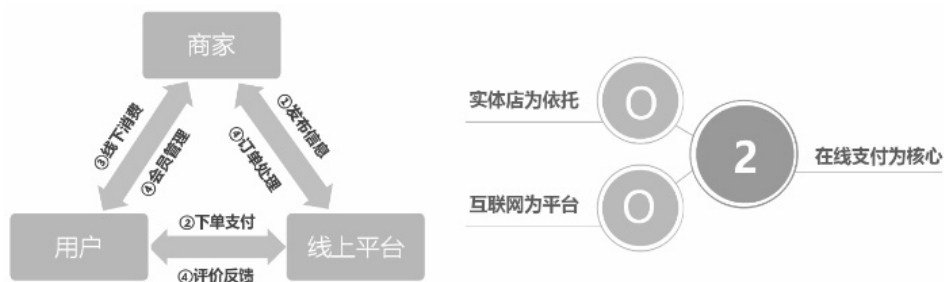 商家
③线下消费
④会员管理
①发布信息
④订单处理
用户
②下单支付
④评价反馈
线上平台
实体店为依托
O
2
在线支付为核心
互联网为平台
O